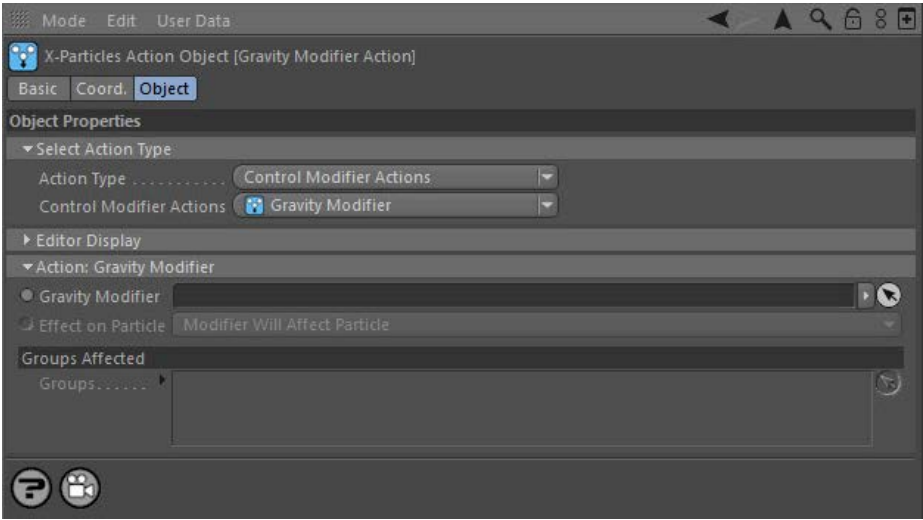 Mode Edit User Data
X-Particles Action Object [Gravity Modifier Action]
Basic Coord. Object
Object Properties
Select Action Type
Action Type . . . . . . . . . . . Control Modifier Actions
Control Modifier Actions Gravity Modifier
Editor Display
Action: Gravity Modifier
Gravity Modifier
Effect on Particle Modifier Will Affect Particle
Groups Affected
Groups. . . . . .